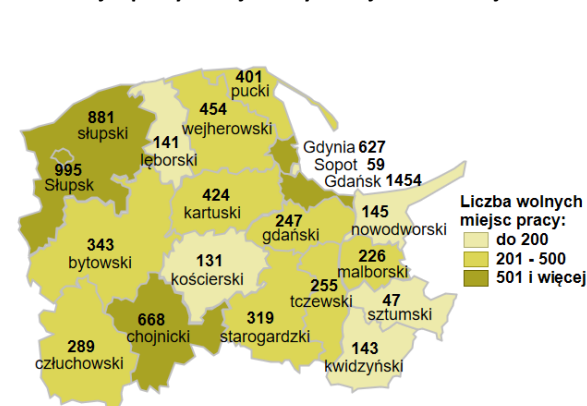 401
pucki
454
wejherowski
881
słupski
141
lęborski
995
Słupsk
Gdynia 627
Sopot 59
Gdańsk 1454
424
kartuski
247
gdański
145
nowodworski
343
bytowski
131
kościerski
226
malborski
255
tczewski
47
sztumski
668
chojnicki
319
starogardzki
289
człuchowski
143
kwidzyński
Liczba wolnych
miejsc pracy:
do 200
201 - 500
501 i więcej